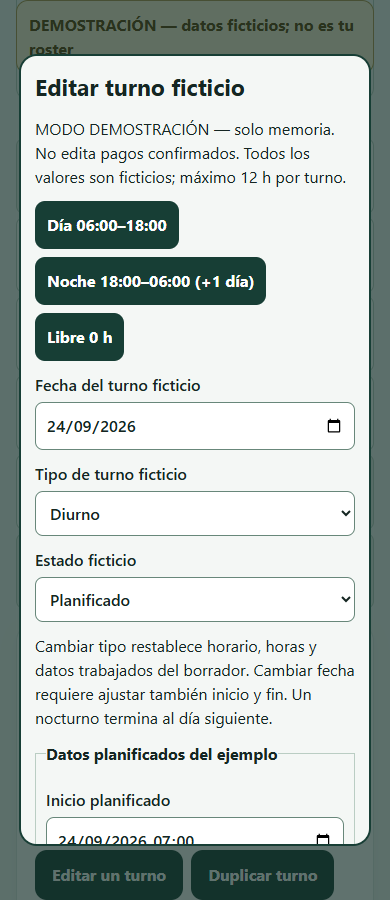 DEMOSTRACIÓN — datos ficticios; no es tu
roster
Editar turno ficticio
MODO DEMOSTRACIÓN — solo memoria.
No edita pagos confirmados. Todos los
valores son ficticios; máximo 12 h por turno.
Día 06:00–18:00
Noche 18:00–06:00 (+1 día)
Libre 0 h
Fecha del turno ficticio
24/09/2026
Tipo de turno ficticio
Diurno
Estado ficticio
Planificado
Cambiar tipo restablece horario, horas y
datos trabajados del borrador. Cambiar fecha
requiere ajustar también inicio y fin. Un
nocturno termina al día siguiente.
Datos planificados del ejemplo
Inicio planificado
24/09/2026 07:00
Editar un turno
Duplicar turno